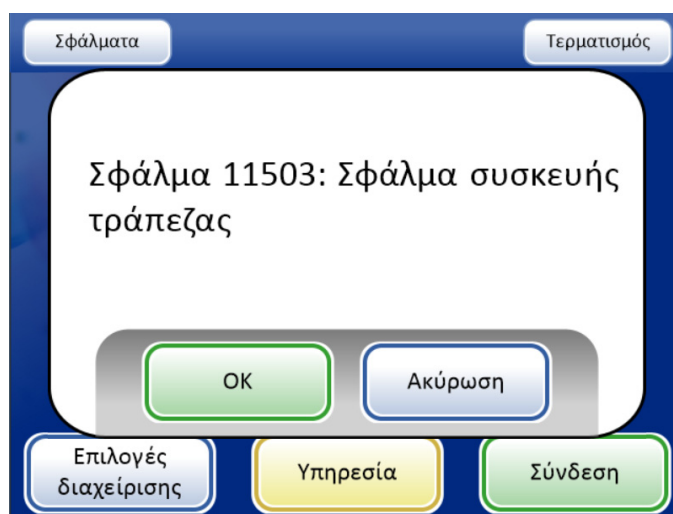 Σφάλματα
Τερματισμός
Σφάλμα 11503: Σφάλμα συσκευής
τράπεζας
OK
Ακύρωση
Επιλογές
διαχείρισης
Υπηρεσία
Σύνδεση